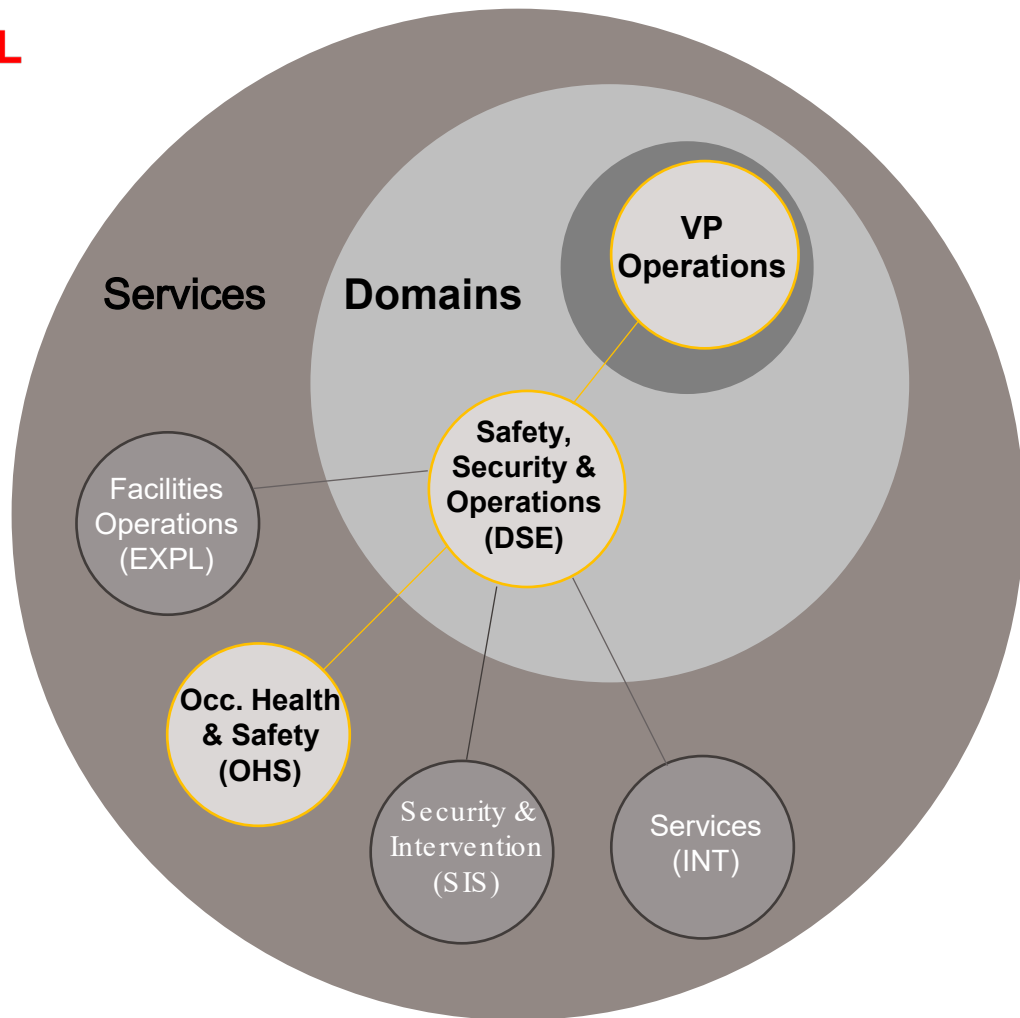 L
VP
Operations
Services
Domains
Safety,
Security &
Operations
(DSE)
Facilities
Operations
(EXPL)
Occ. Health
& Safety
(OHS)
Security &
Intervention
(SIS)
Services
(INT)